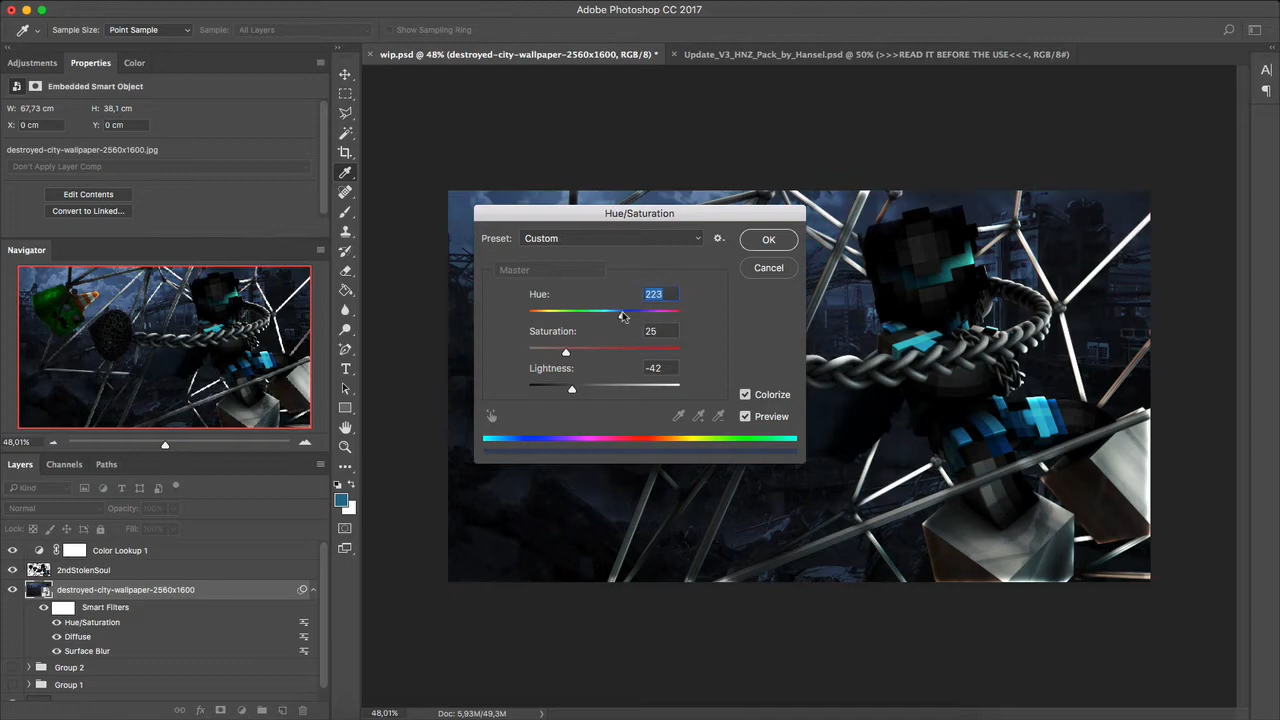 Adobe Photoshop CC 2017
Sample Size: Point Sample Sample: All Layers Show Sampling Ring
wip.psd @ 48% (destroyed-city-wallpaper-2560x1600, RGB/8) *
Update_V3_HNZ_Pack_by_Hansel.psd @ 50% (>>>READ IT BEFORE THE USE<<<, RGB/8#)
Adjustments Properties Color
Embedded Smart Object
W: 67,73 cm H: 38,1 cm
X: 0 cm Y: 0 cm
destroyed-city-wallpaper-2560x1600.jpg
Don't Apply Layer Comp
Edit Contents
Convert to Linked...
Navigator
48,01%
Layers Channels Paths
Kind
Normal Opacity: 100%
Lock: Fill: 100%
Color Lookup 1
2ndStolenSoul
destroyed-city-wallpaper-2560x1600
Smart Filters
Hue/Saturation
Diffuse
Surface Blur
Group 2
Group 1
fx
Hue/Saturation
Preset: Custom
OK
Cancel
Master
Hue: 223
Saturation: 25
Lightness: -42
Colorize
Preview
48,01% Doc: 5,93M/49,3M